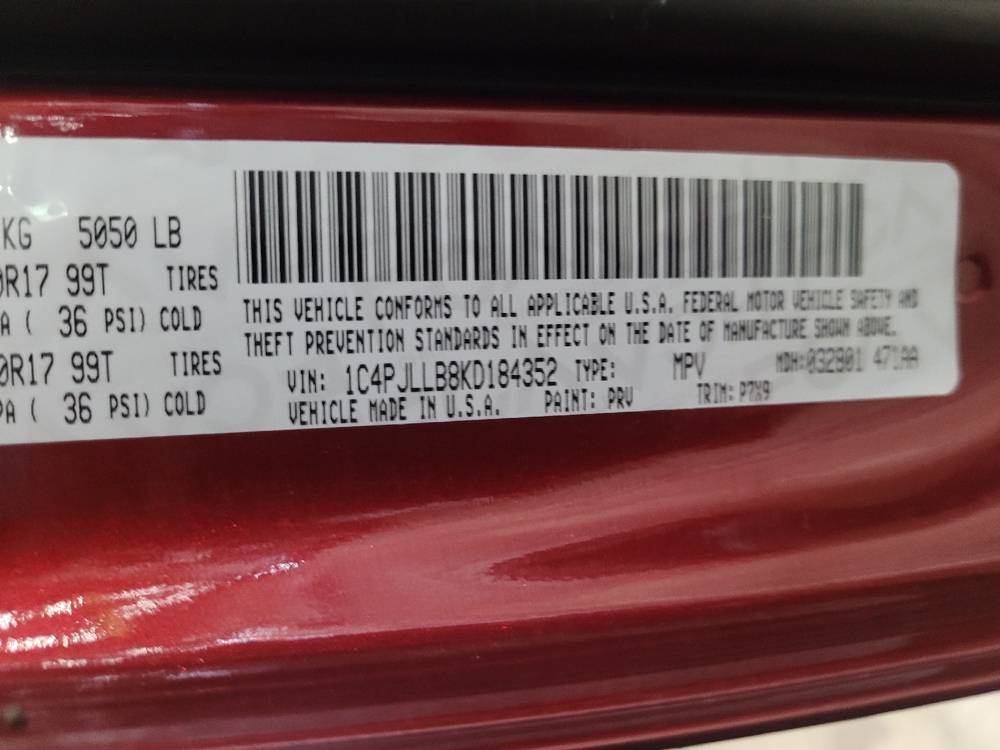 KG 5050 LB
0R17 99T TIRES
A ( 36 PSI) COLD
0R17 99T TIRES
PA ( 36 PSI) COLD
THIS VEHICLE CONFORMS TO ALL APPLICABLE U.S.A. FEDERAL MOTOR VEHICLE SAFETY AND
THEFT PREVENTION STANDARDS IN EFFECT ON THE DATE OF MANUFACTURE SHOWN ABOVE.
VIN: 1C4PJLLB8KD184352 TYPE: MPV MDH:032901 471AA
VEHICLE MADE IN U.S.A. PAINT: PRV TRIM: P7X9